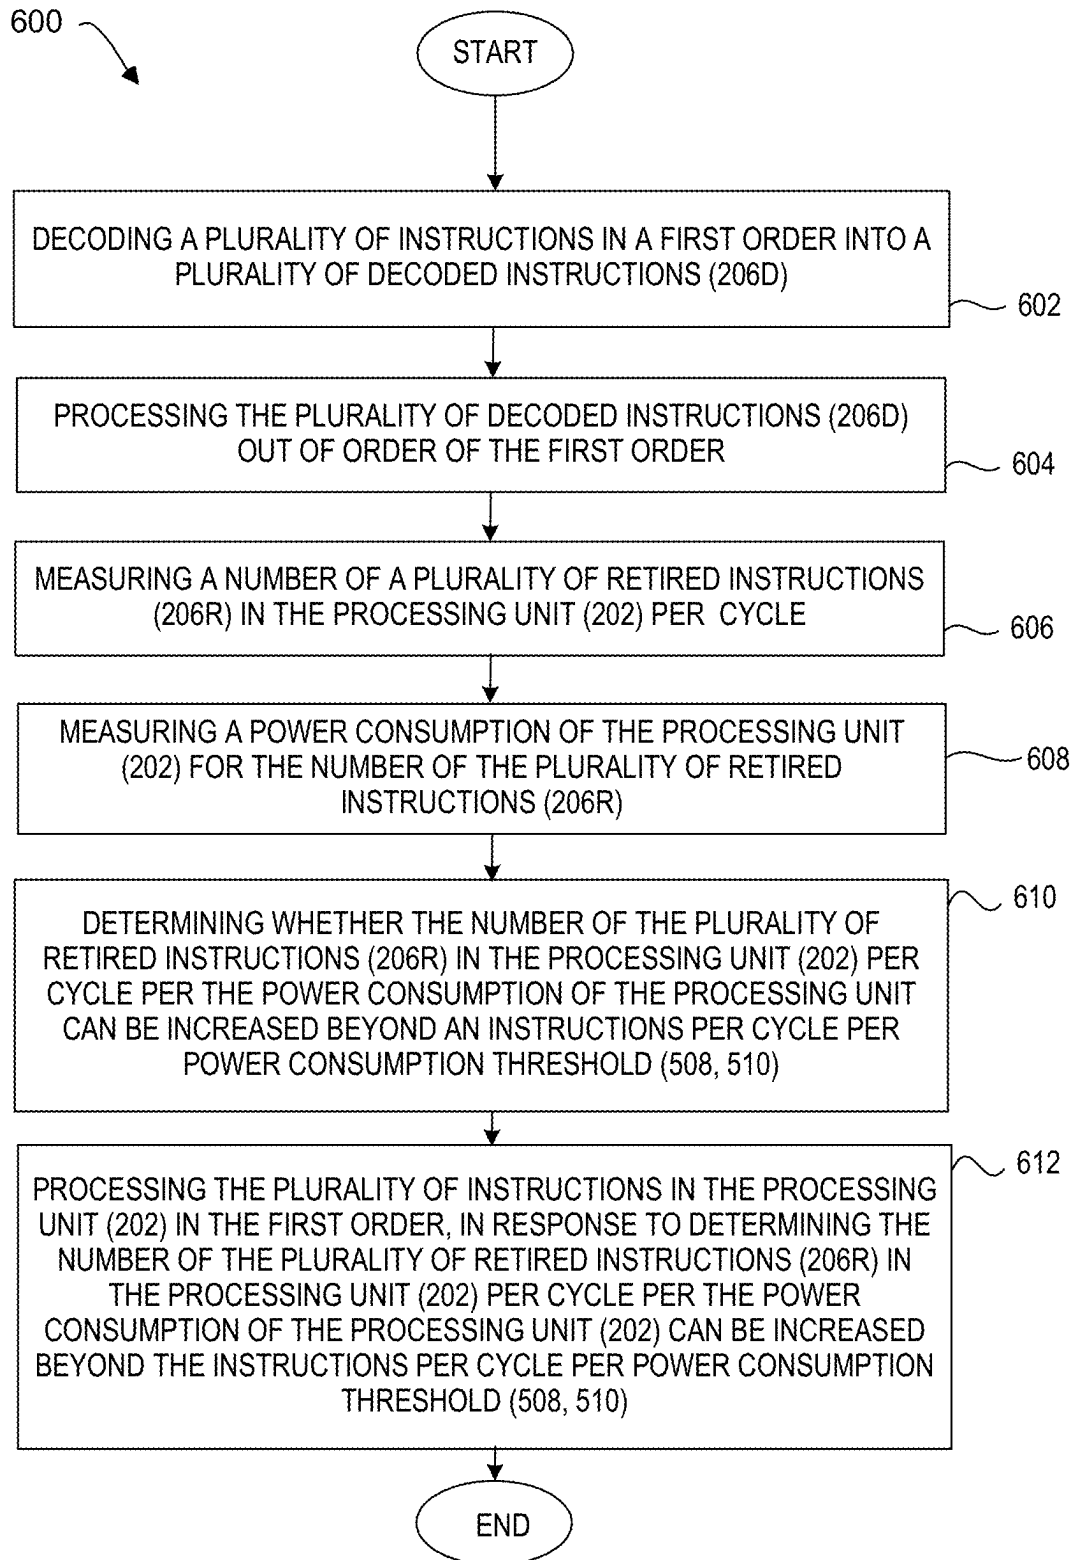 600
START
DECODING A PLURALITY OF INSTRUCTIONS IN A FIRST ORDER INTO A
PLURALITY OF DECODED INSTRUCTIONS (206D)
602
PROCESSING THE PLURALITY OF DECODED INSTRUCTIONS (206D)
OUT OF ORDER OF THE FIRST ORDER
604
MEASURING A NUMBER OF A PLURALITY OF RETIRED INSTRUCTIONS
(206R) IN THE PROCESSING UNIT (202) PER CYCLE
606
MEASURING A POWER CONSUMPTION OF THE PROCESSING UNIT
(202) FOR THE NUMBER OF THE PLURALITY OF RETIRED
INSTRUCTIONS (206R)
608
DETERMINING WHETHER THE NUMBER OF THE PLURALITY OF
RETIRED INSTRUCTIONS (206R) IN THE PROCESSING UNIT (202) PER
CYCLE PER THE POWER CONSUMPTION OF THE PROCESSING UNIT
CAN BE INCREASED BEYOND AN INSTRUCTIONS PER CYCLE PER
POWER CONSUMPTION THRESHOLD (508, 510)
610
PROCESSING THE PLURALITY OF INSTRUCTIONS IN THE PROCESSING
UNIT (202) IN THE FIRST ORDER, IN RESPONSE TO DETERMINING THE
NUMBER OF THE PLURALITY OF RETIRED INSTRUCTIONS (206R) IN
THE PROCESSING UNIT (202) PER CYCLE PER THE POWER
CONSUMPTION OF THE PROCESSING UNIT (202) CAN BE INCREASED
BEYOND THE INSTRUCTIONS PER CYCLE PER POWER CONSUMPTION
THRESHOLD (508, 510)
612
END